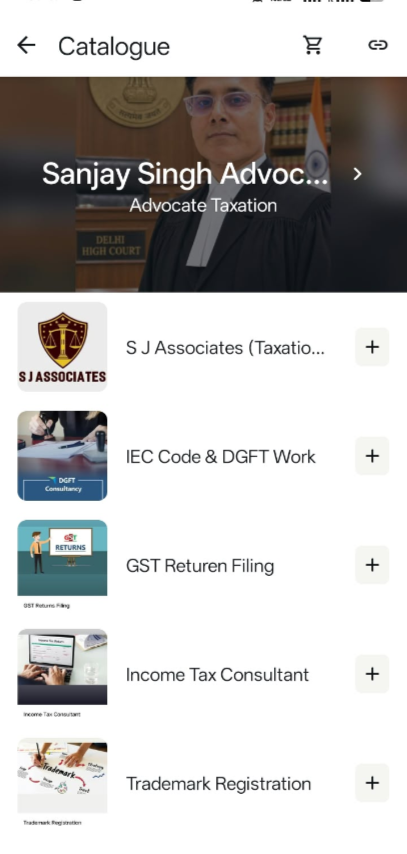 Catalogue
Sanjay Singh Advoc...
Advocate Taxation
DELHI
HIGH COURT
S J Associates (Taxatio...
S J ASSOCIATES
IEC Code & DGFT Work
DGFT
Consultancy
GST Returen Filing
GST
RETURNS
GST Returns Filing
Income Tax Consultant
Income Tax Consultant
Trademark Registration
Trademark
Trademark Registration